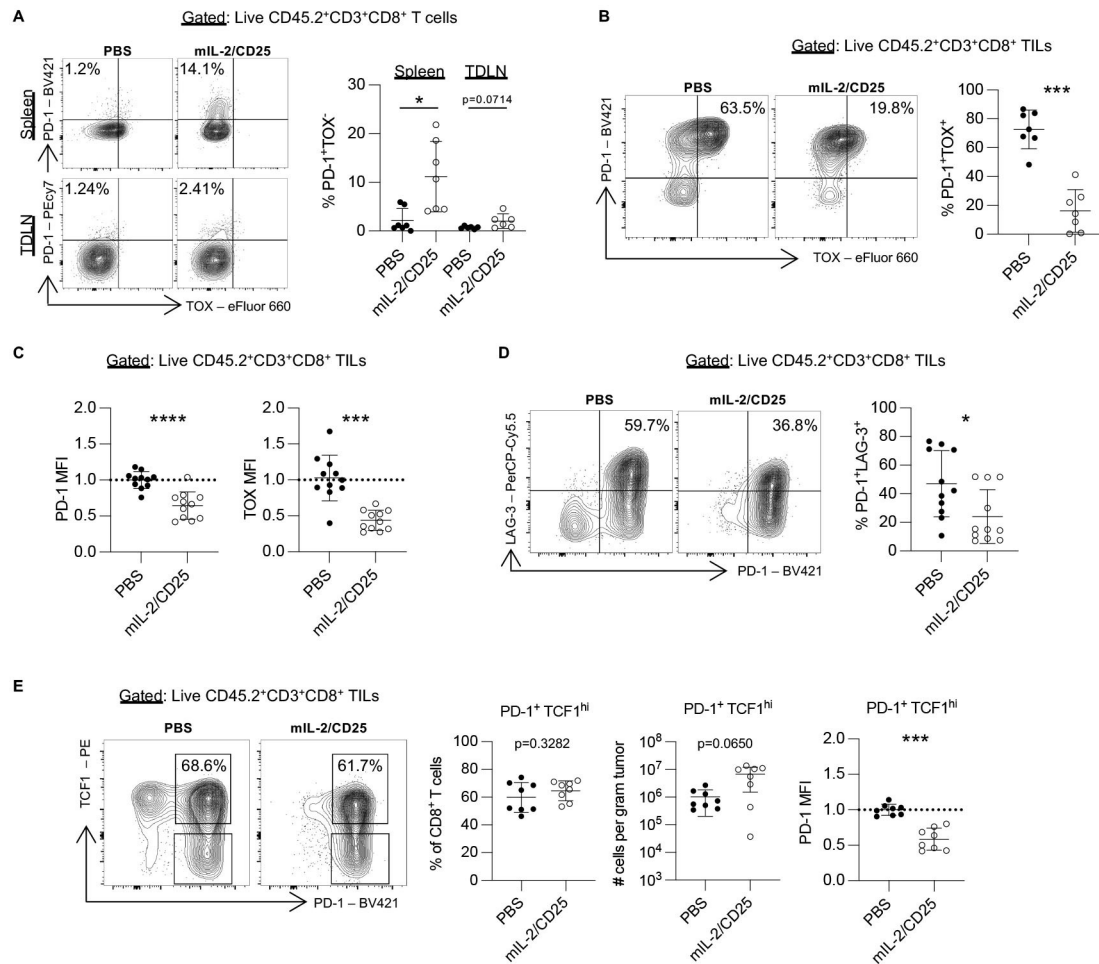 A
Gated: Live CD45.2⁺CD3⁺CD8⁺ T cells
PBS
mIL-2/CD25
Spleen
PD-1 – BV421
1.2%
14.1%
TDLN
PD-1 – PEcy7
1.24%
2.41%
TOX – eFluor 660
Spleen
TDLN
*
p=0.0714
% PD-1⁺TOX⁻
30
20
10
0
PBS
mIL-2/CD25
PBS
mIL-2/CD25
B
Gated: Live CD45.2⁺CD3⁺CD8⁺ TILs
PBS
mIL-2/CD25
PD-1 – BV421
63.5%
19.8%
TOX – eFluor 660
***
% PD-1⁺TOX⁺
100
80
60
40
20
0
PBS
mIL-2/CD25
C
Gated: Live CD45.2⁺CD3⁺CD8⁺ TILs
****
PD-1 MFI
2.0
1.5
1.0
0.5
0.0
PBS
mIL-2/CD25
***
TOX MFI
2.0
1.5
1.0
0.5
0.0
PBS
mIL-2/CD25
D
Gated: Live CD45.2⁺CD3⁺CD8⁺ TILs
PBS
mIL-2/CD25
LAG-3 – PerCP-Cy5.5
59.7%
36.8%
PD-1 – BV421
*
% PD-1⁺LAG-3⁺
100
80
60
40
20
0
PBS
mIL-2/CD25
E
Gated: Live CD45.2⁺CD3⁺CD8⁺ TILs
PBS
mIL-2/CD25
TCF1 – PE
68.6%
61.7%
PD-1 – BV421
PD-1⁺ TCF1ʰⁱ
p=0.3282
% of CD8⁺ T cells
100
80
60
40
20
0
PBS
mIL-2/CD25
PD-1⁺ TCF1ʰⁱ
p=0.0650
# cells per gram tumor
10⁸
10⁷
10⁶
10⁵
10⁴
10³
PBS
mIL-2/CD25
PD-1⁺ TCF1ʰⁱ
***
PD-1 MFI
2.0
1.5
1.0
0.5
0.0
PBS
mIL-2/CD25